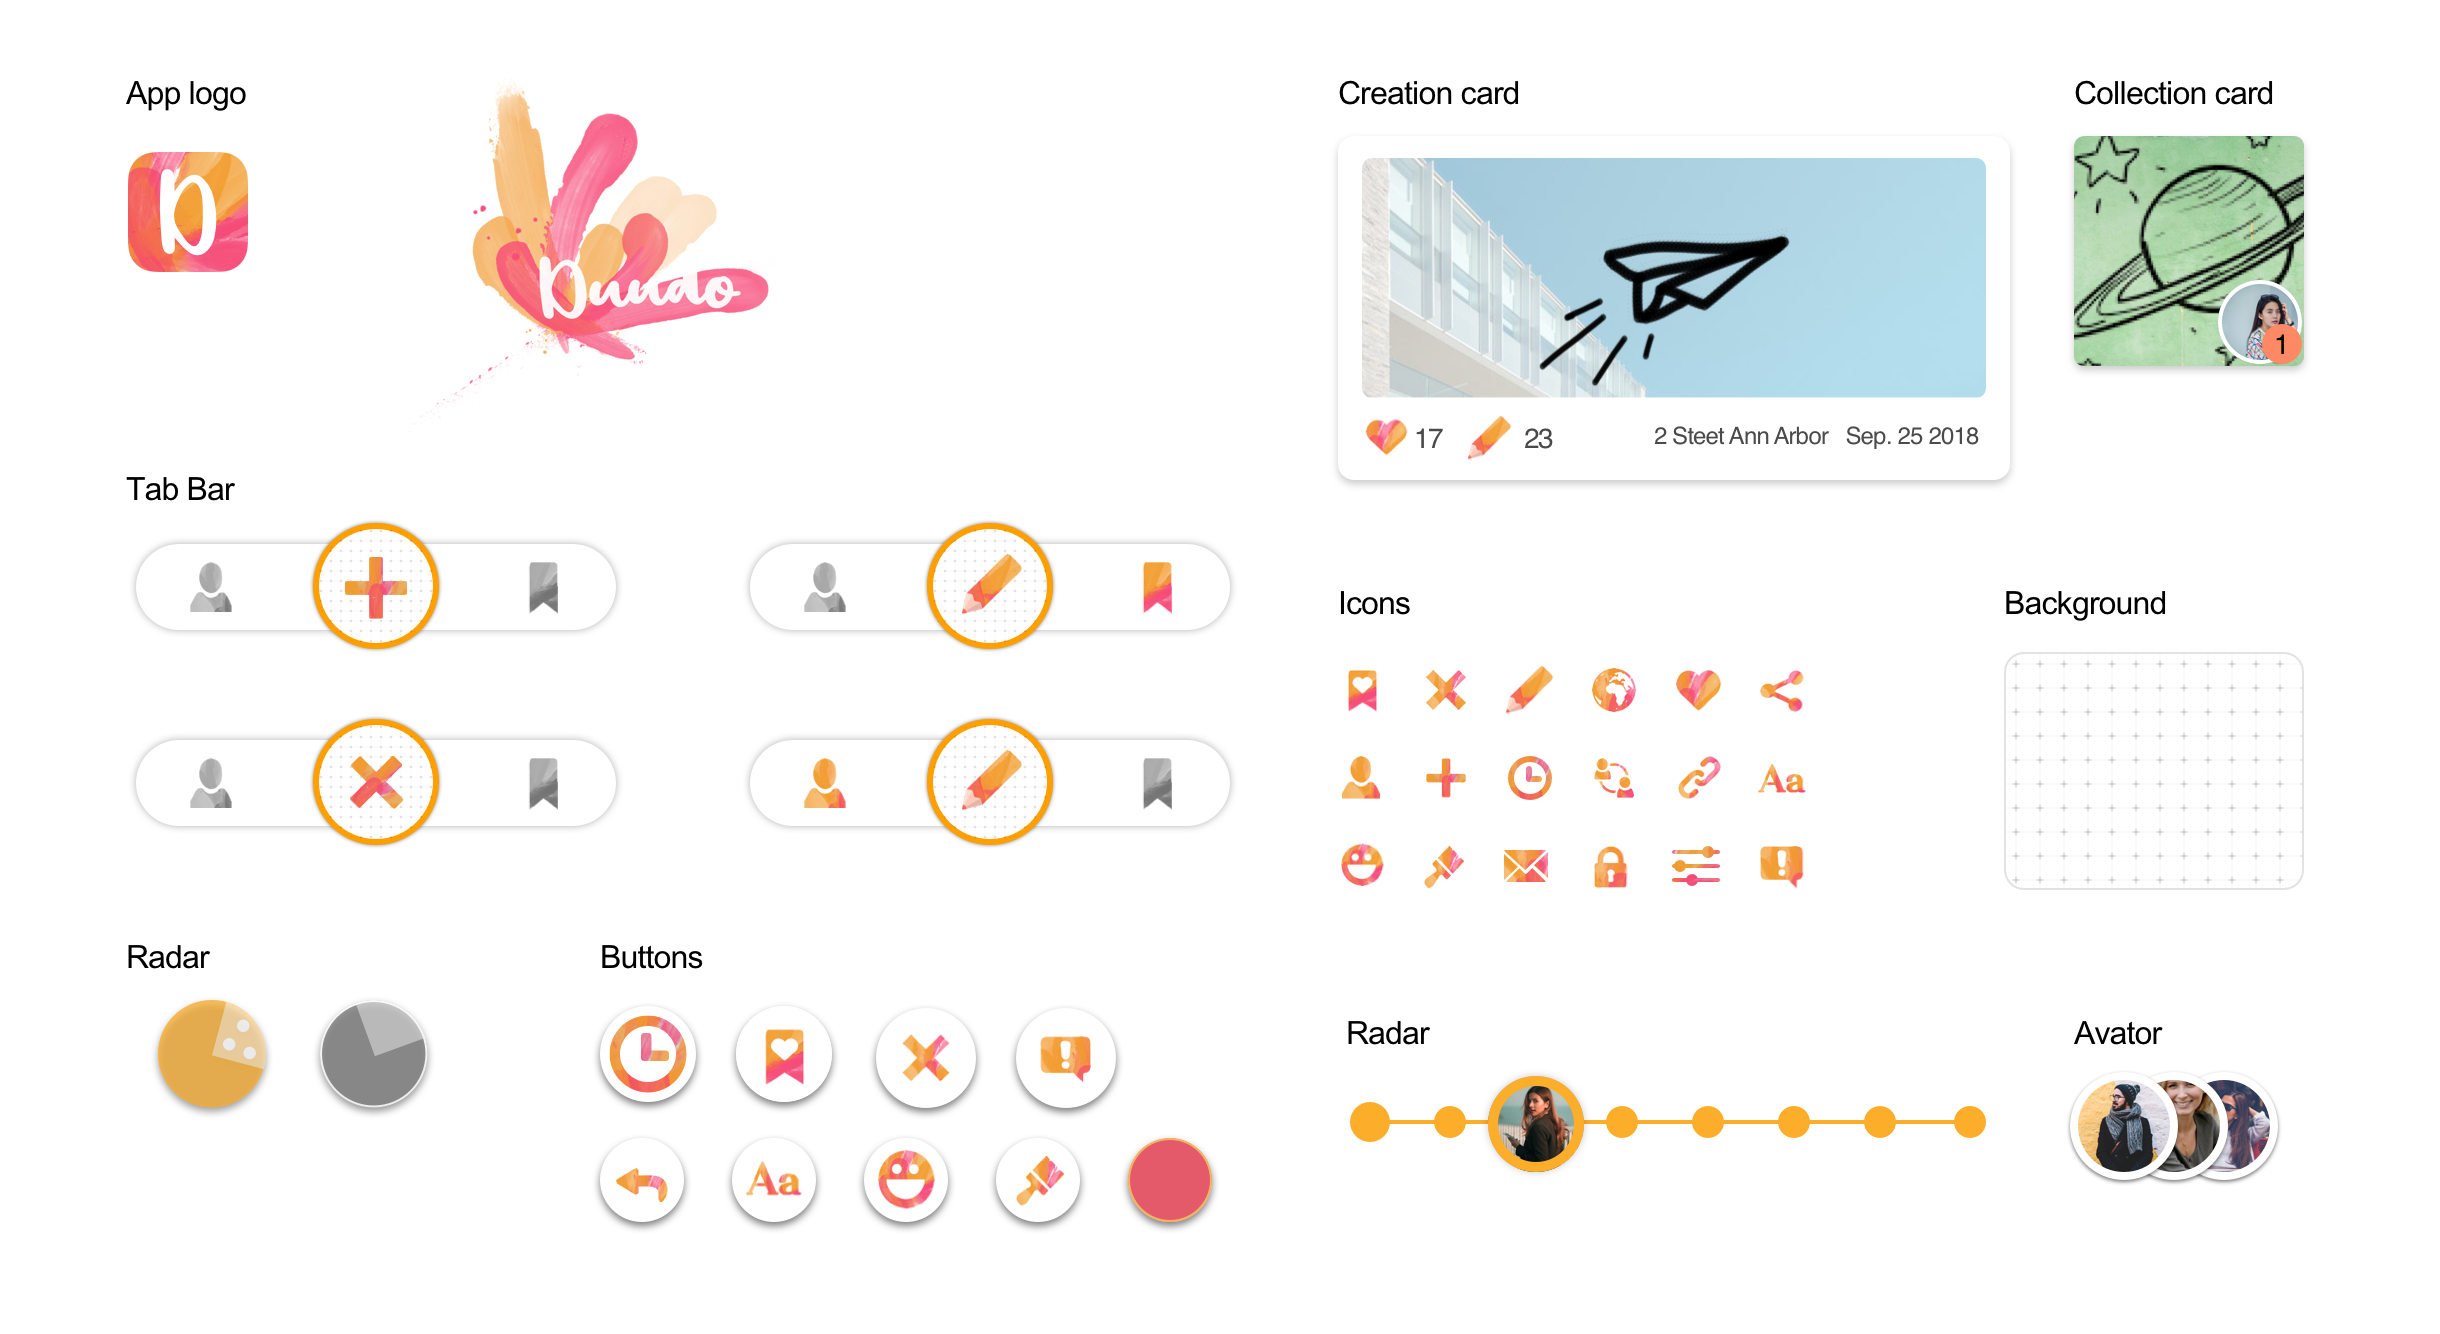 App logo
D
Dundo
Creation card
17
23
2 Steet Ann Arbor
Sep. 25 2018
Collection card
1
Tab Bar
Icons
Aa
Background
Radar
Buttons
Aa
Radar
Avator